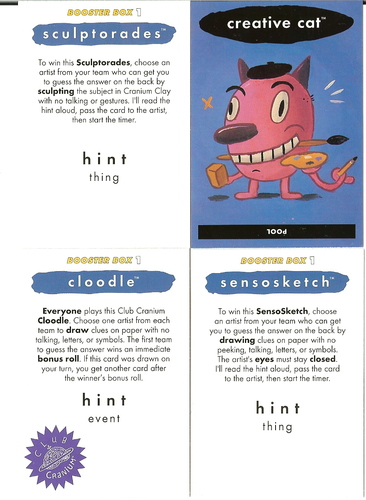 BOOSTER BOX 1
sculptorades™
To win this Sculptorades, choose an
artist from your team who can get you
to guess the answer on the back by
sculpting the subject in Cranium Clay
with no talking or gestures. I'll read the
hint aloud, pass the card to the artist,
then start the timer.
hint
thing
creative cat™
POOL
BOOSTER BOX 1
cloodle™
Everyone plays this Club Cranium
Cloodle. Choose one artist from each
team to draw clues on paper with no
talking, letters, or symbols. The first team
to guess the answer wins an immediate
bonus roll. If this card was drawn on
your turn, you get another card after
the winner's bonus roll.
hint
event
CLUB
CRANIUM
BOOSTER BOX 1
sensosketch™
To win this SensoSketch, choose
an artist from your team who can get
you to guess the answer on the back by
drawing clues on paper with no
peeking, talking, letters, or symbols.
The artist's eyes must stay closed.
I'll read the hint aloud, pass the card
to the artist, then start the timer.
hint
thing